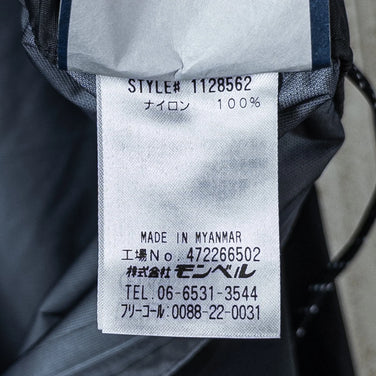 STYLE# 1128562
ナイロン 100%
MADE IN MYANMAR
工場No. 472266502
株式会社 モンベル
TEL. 06-6531-3544
フリーコール:0088-22-0031